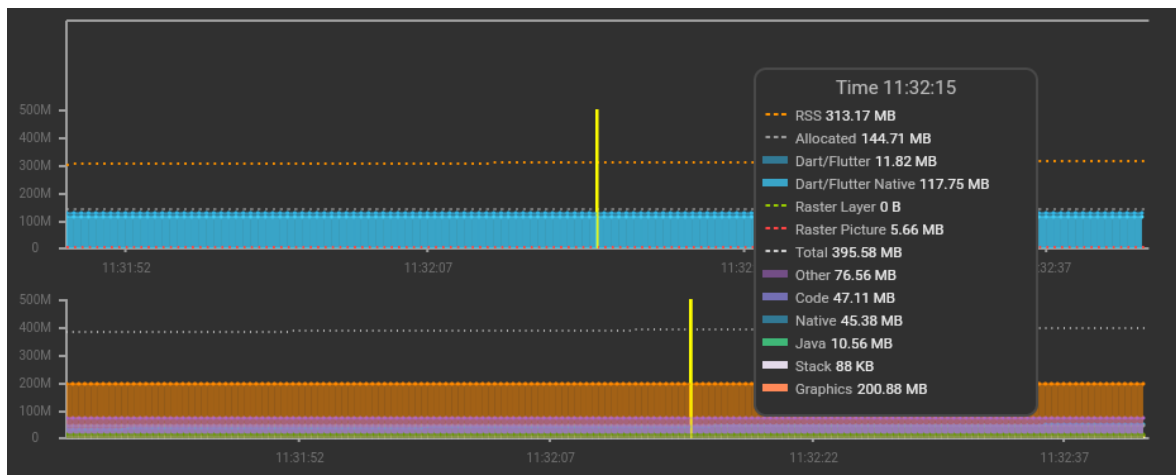 500M
400M
300M
200M
100M
0
11:31:52
11:32:07
11:32:37
Time 11:32:15
RSS 313.17 MB
Allocated 144.71 MB
Dart/Flutter 11.82 MB
Dart/Flutter Native 117.75 MB
Raster Layer 0 B
Raster Picture 5.66 MB
Total 395.58 MB
Other 76.56 MB
Code 47.11 MB
Native 45.38 MB
Java 10.56 MB
Stack 88 KB
Graphics 200.88 MB
500M
400M
300M
200M
100M
0
11:31:52
11:32:07
11:32:22
11:32:37